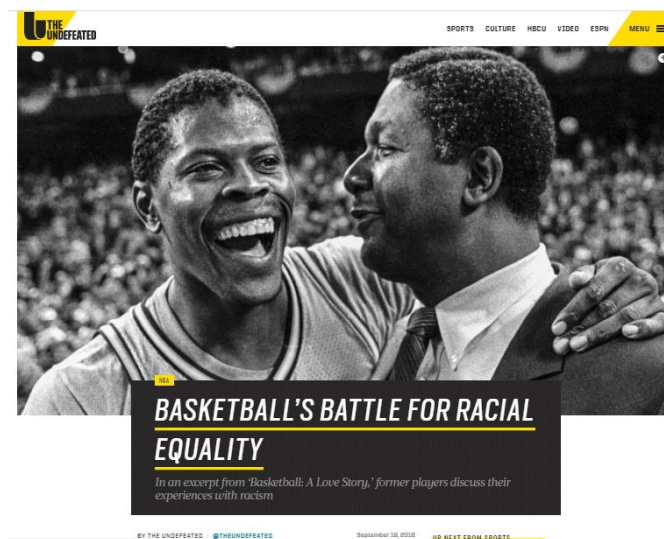 THE
UNDEFEATED
SPORTS CULTURE HBCU VIDEO ESPN MENU
NBA
BASKETBALL'S BATTLE FOR RACIAL
EQUALITY
In an excerpt from ‘Basketball: A Love Story,’ former players discuss their
experiences with racism
BY THE UNDEFEATED @THEUNDEFEATED September 18, 2018 UP NEXT FROM SPORTS